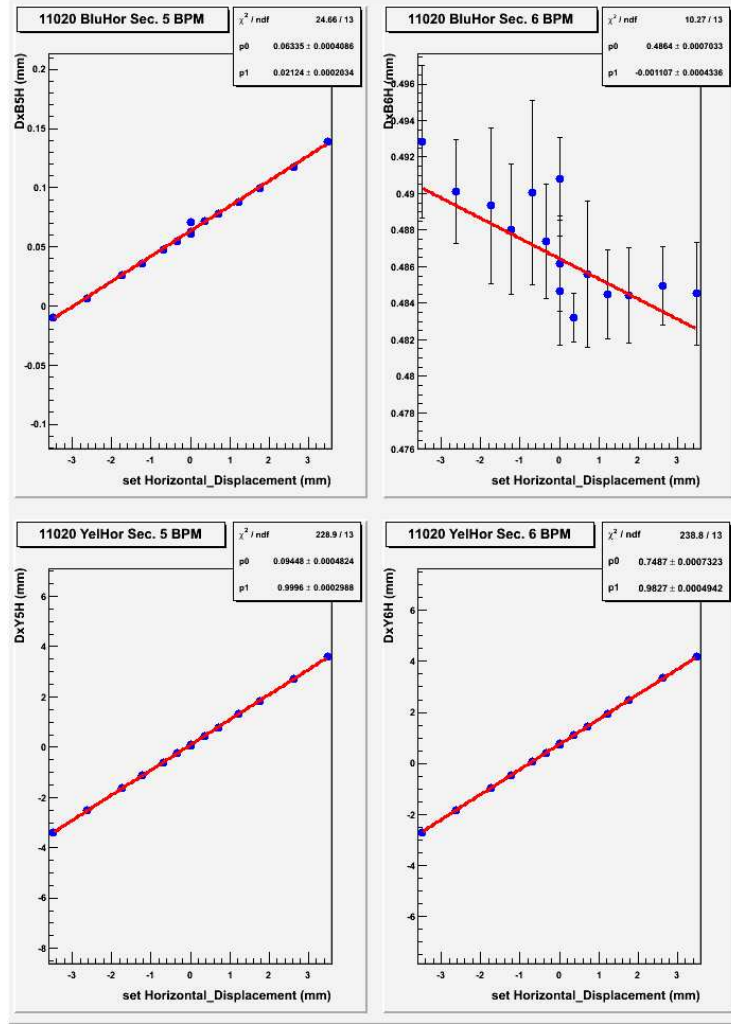 11020 BluHor Sec. 5 BPM
χ² / ndf 24.66 / 13
p0 0.06335 ± 0.0004086
p1 0.02124 ± 0.0002034
DxB5H (mm)
0.2
0.15
0.1
0.05
0
-0.05
-0.1
-3 -2 -1 0 1 2 3
set Horizontal_Displacement (mm)
11020 BluHor Sec. 6 BPM
χ² / ndf 10.27 / 13
p0 0.4864 ± 0.0007033
p1 -0.001107 ± 0.0004336
DxB6H (mm)
0.496
0.494
0.492
0.49
0.488
0.486
0.484
0.482
0.48
0.478
0.476
-3 -2 -1 0 1 2 3
set Horizontal_Displacement (mm)
11020 YelHor Sec. 5 BPM
χ² / ndf 228.9 / 13
p0 0.09448 ± 0.0004824
p1 0.9996 ± 0.0002988
DxY5H (mm)
6
4
2
0
-2
-4
-6
-8
-3 -2 -1 0 1 2 3
set Horizontal_Displacement (mm)
11020 YelHor Sec. 6 BPM
χ² / ndf 238.8 / 13
p0 0.7487 ± 0.0007323
p1 0.9827 ± 0.0004942
DxY6H (mm)
6
4
2
0
-2
-4
-6
-3 -2 -1 0 1 2 3
set Horizontal_Displacement (mm)